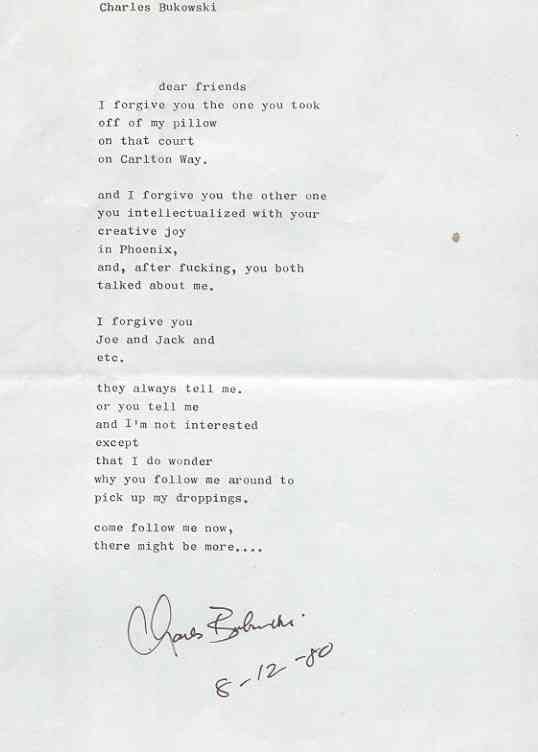 Charles Bukowski
dear friends
I forgive you the one you took
off of my pillow
on that court
on Carlton Way.
and I forgive you the other one
you intellectualized with your
creative joy
in Phoenix,
and, after fucking, you both
talked about me.
I forgive you
Joe and Jack and
etc.
they always tell me.
or you tell me
and I'm not interested
except
that I do wonder
why you follow me around to
pick up my droppings.
come follow me now,
there might be more....
Charles Bukowski.
8-12-80